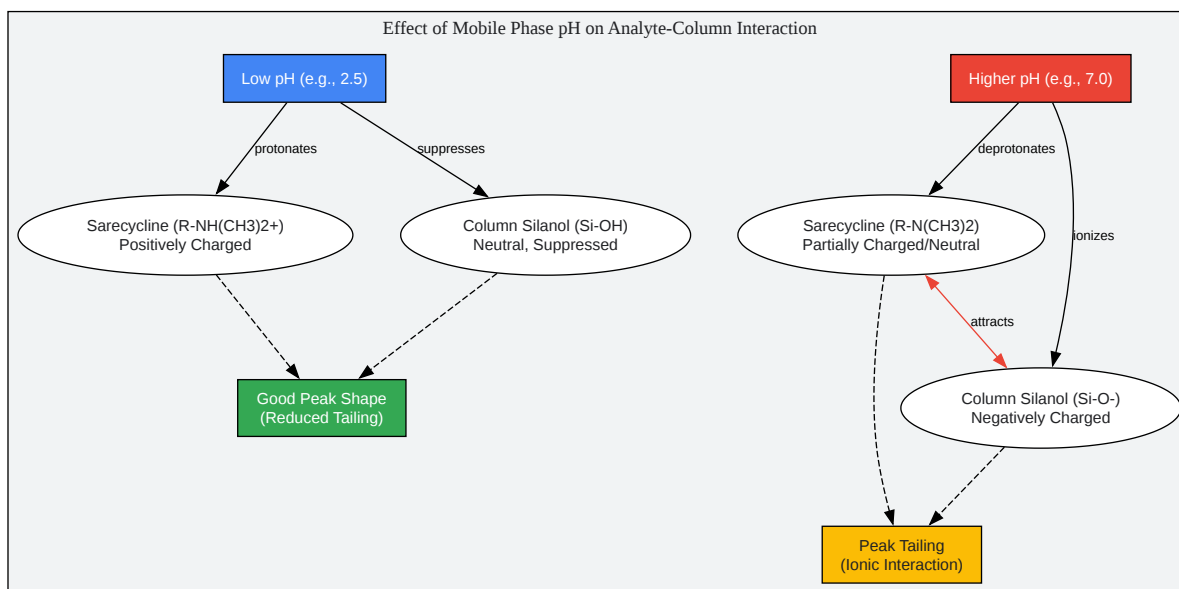 Effect of Mobile Phase pH on Analyte-Column Interaction
Low pH (e.g., 2.5)
Higher pH (e.g., 7.0)
protonates
suppresses
deprotonates
Sarecycline (R-NH(CH3)2+)
Positively Charged
Column Silanol (Si-OH)
Neutral, Suppressed
Sarecycline (R-N(CH3)2)
Partially Charged/Neutral
ionizes
attracts
Good Peak Shape
(Reduced Tailing)
Column Silanol (Si-O-)
Negatively Charged
Peak Tailing
(Ionic Interaction)